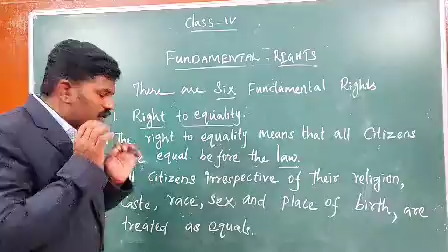 Class-IV
FUNDAMENTAL RIGHTS
There are Six Fundamental Rights
1. Right to equality:
The right to equality means that all Citizens
equal before the law.
Citizens irrespective of their religion,
caste, race, sex, and place of birth, are
treated as equals.